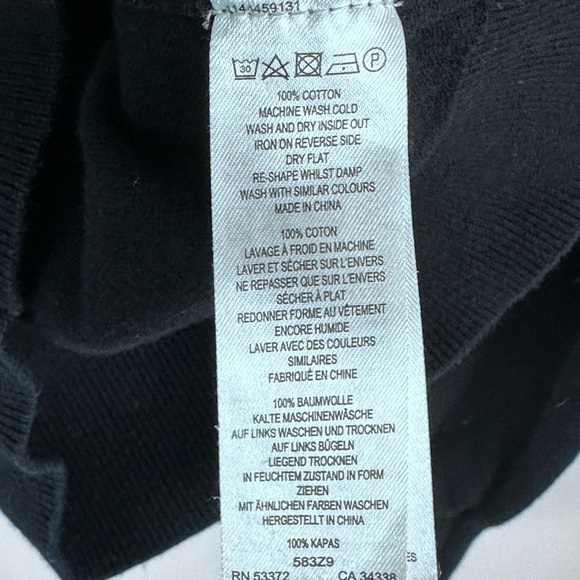 30
P
100% COTTON
MACHINE WASH COLD
WASH AND DRY INSIDE OUT
IRON ON REVERSE SIDE
DRY FLAT
RE-SHAPE WHILST DAMP
WASH WITH SIMILAR COLOURS
MADE IN CHINA
100% COTON
LAVAGE À FROID EN MACHINE
LAVER ET SÉCHER SUR L'ENVERS
NE REPASSER QUE SUR L'ENVERS
SÉCHER À PLAT
REDONNER FORME AU VÊTEMENT
ENCORE HUMIDE
LAVER AVEC DES COULEURS
SIMILAIRES
FABRIQUÉ EN CHINE
100% BAUMWOLLE
KALTE MASCHINENWÄSCHE
AUF LINKS WASCHEN UND TROCKNEN
AUF LINKS BÜGELN
LIEGEND TROCKNEN
IN FEUCHTEM ZUSTAND IN FORM
ZIEHEN
MIT ÄHNLICHEN FARBEN WASCHEN
HERGESTELLT IN CHINA
100% KAPAS
583Z9
ES
RN 53372 CA 34338